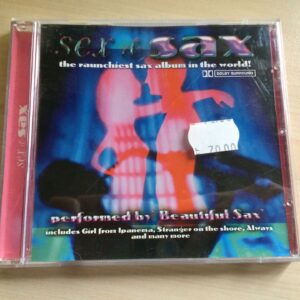 sex & sax
the raunchiest sax album in the world!
DOLBY SURROUND
sex & sax
performed by 'Beautiful Sax'
includes Girl from Ipanema, Stranger on the shore, Always
and many more